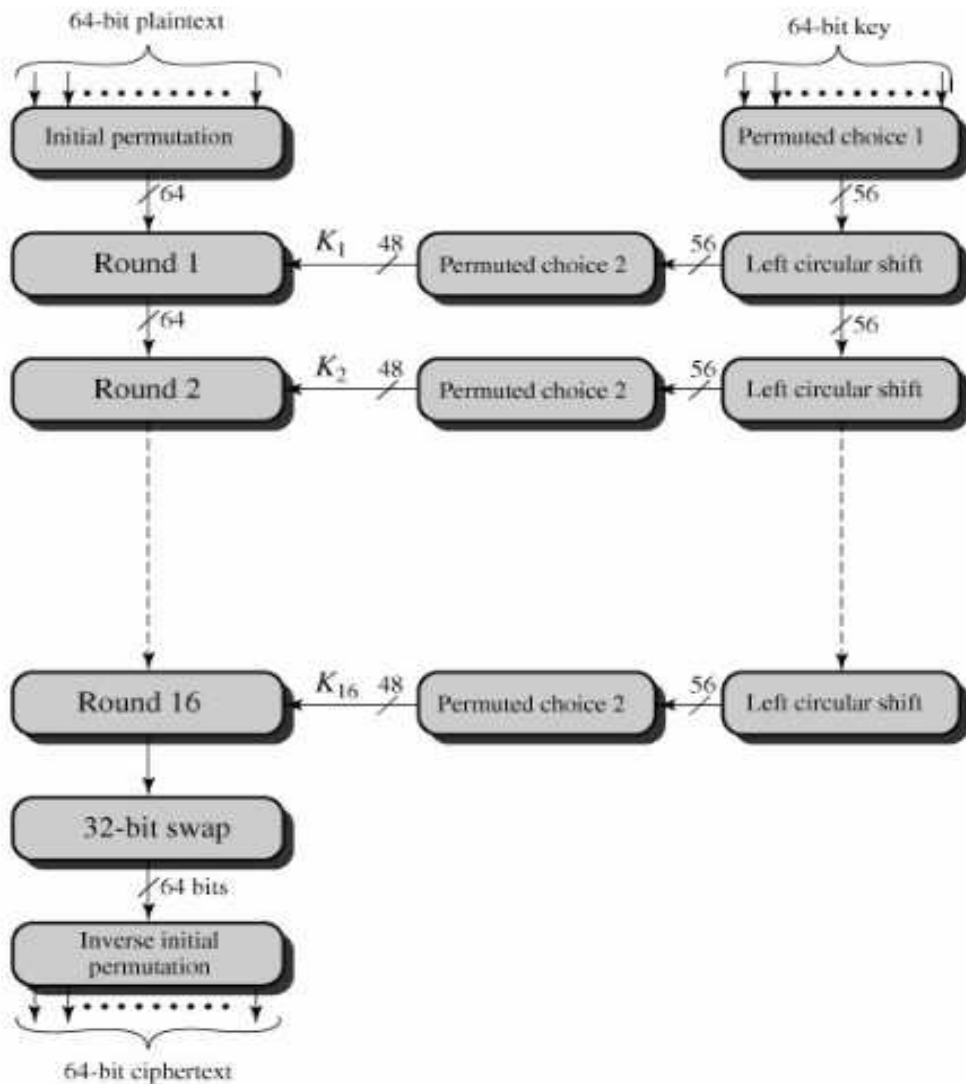 64-bit plaintext
64-bit key
Initial permutation
Permuted choice 1
64
56
Round 1
K1
48
Permuted choice 2
56
Left circular shift
64
56
Round 2
K2
48
Permuted choice 2
56
Left circular shift
Round 16
K16
48
Permuted choice 2
56
Left circular shift
32-bit swap
64 bits
Inverse initial
permutation
64-bit ciphertext